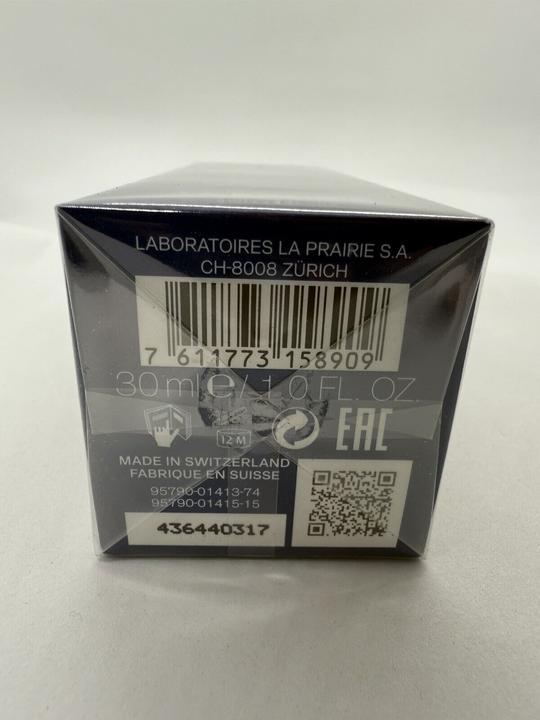 LABORATOIRES LA PRAIRIE S.A.
CH-8008 ZÜRICH
7 611773 158909
30 ml e / 1.0 FL. OZ.
12 M
EAC
MADE IN SWITZERLAND
FABRIQUE EN SUISSE
95790-01413-74
95790-01415-15
436440317